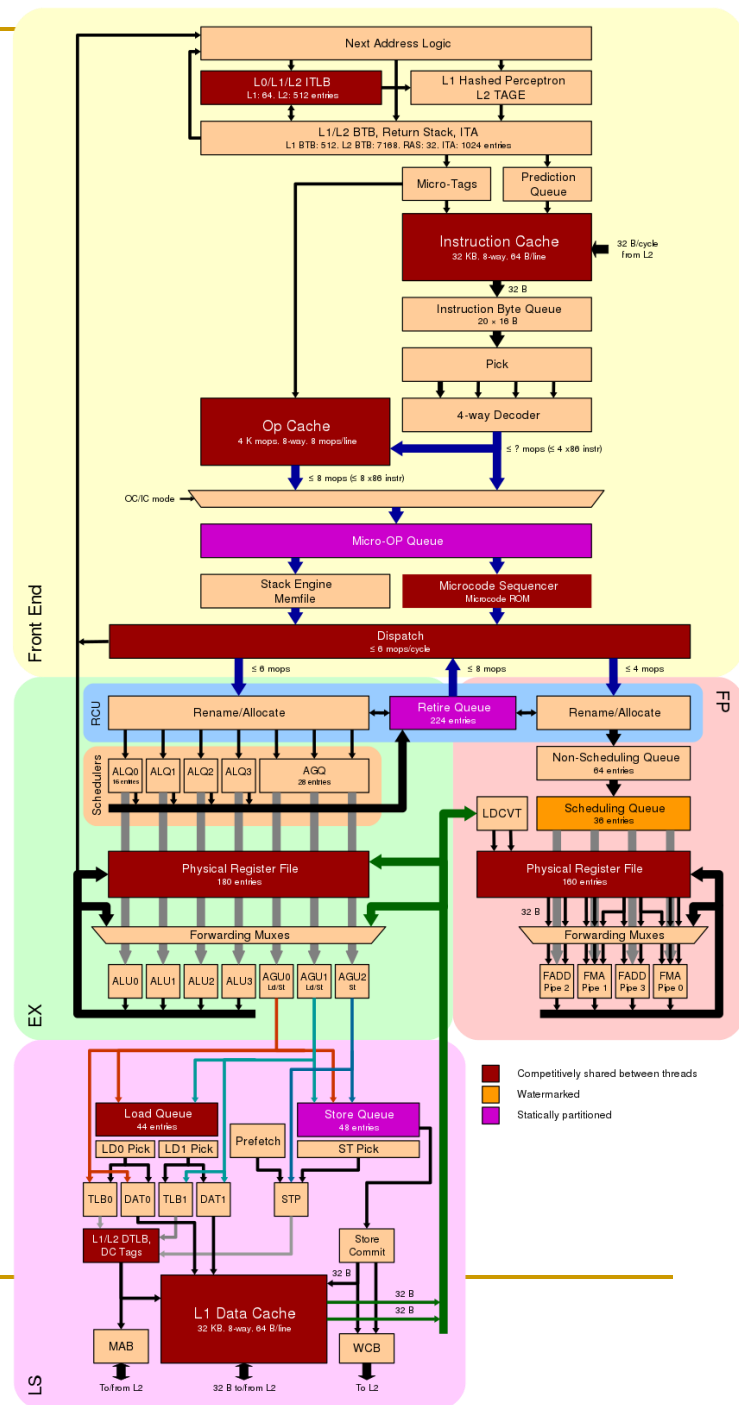 Next Address Logic
L0/L1/L2 ITLB
L1: 64. L2: 512 entries
L1 Hashed Perceptron
L2 TAGE
L1/L2 BTB, Return Stack, ITA
L1 BTB: 512. L2 BTB: 7168. RAS: 32. ITA: 1024 entries
Micro-Tags
Prediction
Queue
Instruction Cache
32 KB. 8-way. 64 B/line
32 B/cycle
from L2
32 B
Instruction Byte Queue
20 × 16 B
Pick
Op Cache
4 K mops. 8-way. 8 mops/line
4-way Decoder
≤ ? mops (≤ 4 x86 instr)
≤ 8 mops (≤ 8 x86 instr)
OC/IC mode
Micro-OP Queue
Stack Engine
Memfile
Microcode Sequencer
Microcode ROM
Dispatch
≤ 6 mops/cycle
Front End
≤ 6 mops
≤ 8 mops
≤ 4 mops
RCU
Rename/Allocate
Retire Queue
224 entries
Rename/Allocate
FP
Schedulers
ALQ0
16 entries
ALQ1
ALQ2
ALQ3
AGQ
28 entries
Non-Scheduling Queue
64 entries
LDCVT
Scheduling Queue
36 entries
Physical Register File
180 entries
Physical Register File
160 entries
32 B
Forwarding Muxes
Forwarding Muxes
ALU0
ALU1
ALU2
ALU3
AGU0
Ld/St
AGU1
Ld/St
AGU2
St
FADD
Pipe 2
FMA
Pipe 1
FADD
Pipe 3
FMA
Pipe 0
EX
Competitively shared between threads
Watermarked
Statically partitioned
Load Queue
44 entries
Store Queue
48 entries
LD0 Pick
LD1 Pick
Prefetch
ST Pick
TLB0
DAT0
TLB1
DAT1
STP
L1/L2 DTLB,
DC Tags
Store
Commit
32 B
L1 Data Cache
32 KB. 8-way. 64 B/line
32 B
32 B
MAB
WCB
LS
To/from L2
32 B to/from L2
To L2